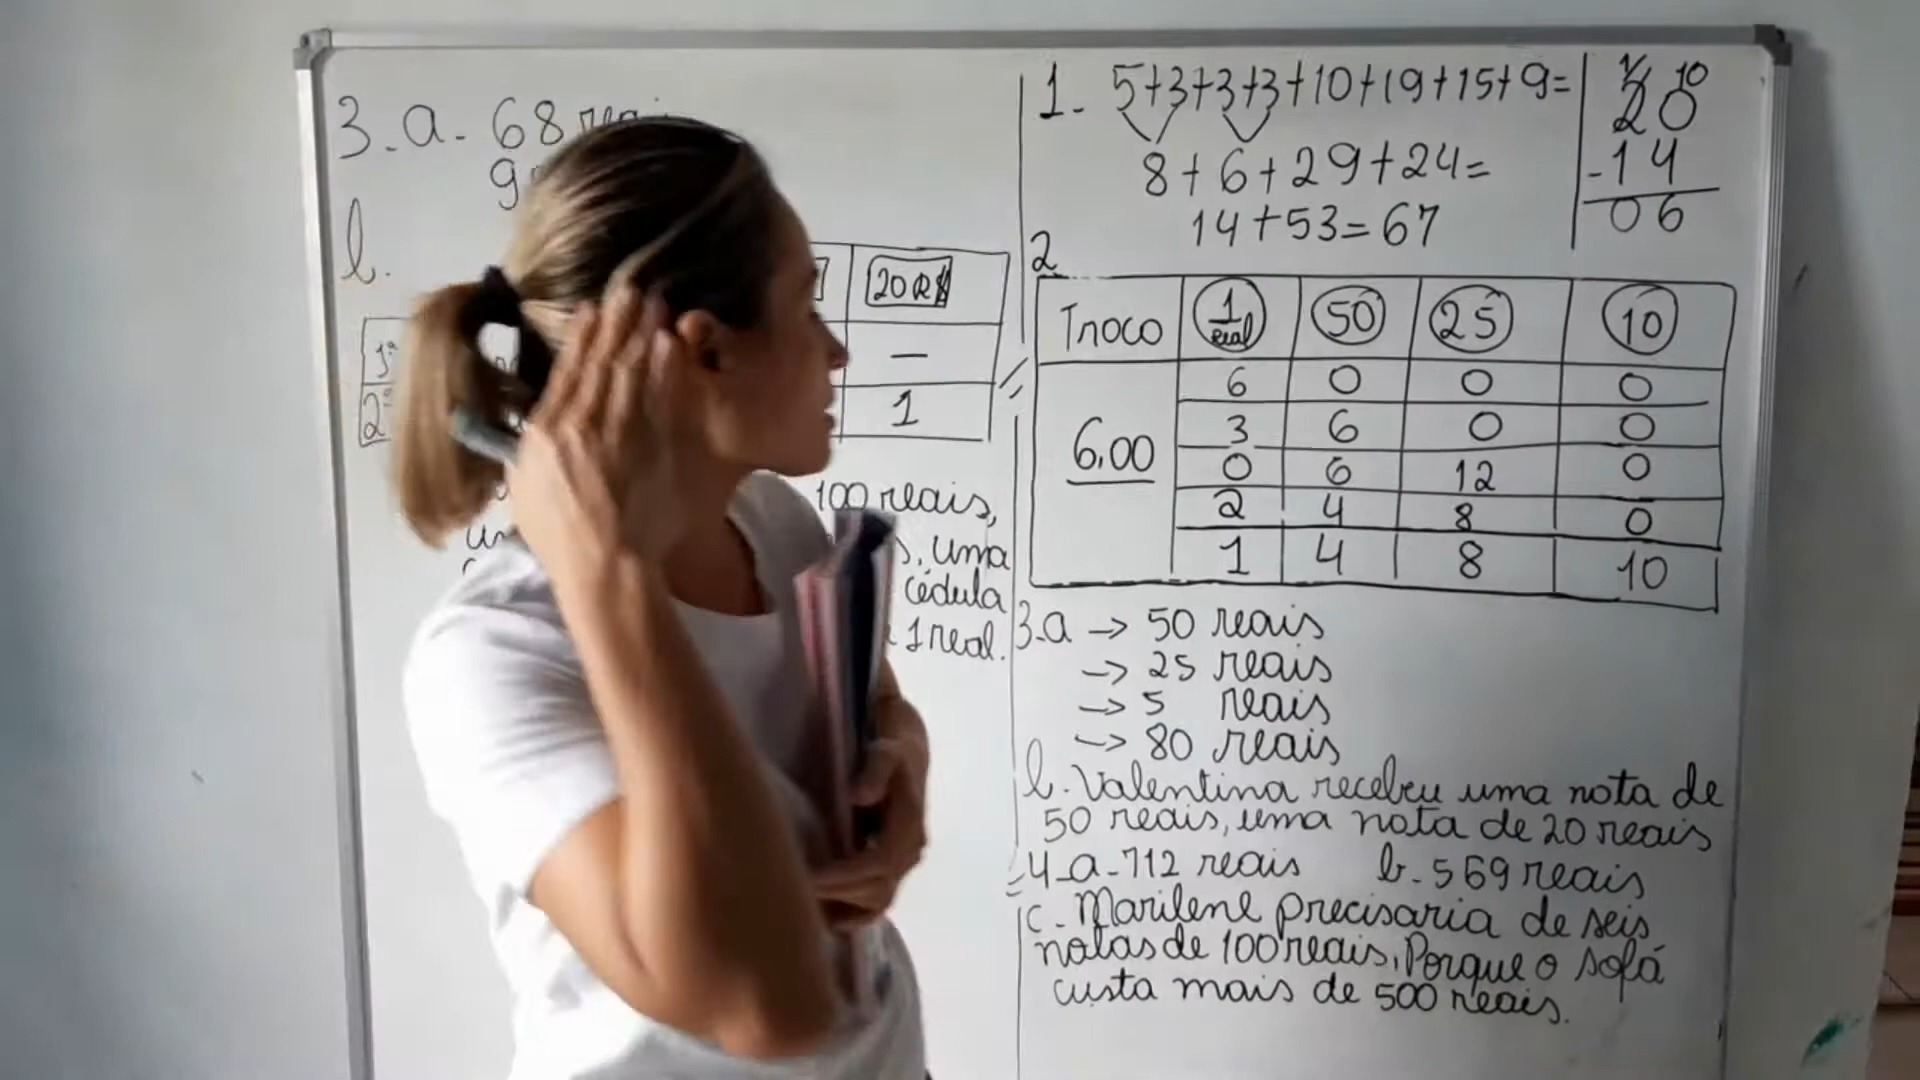 3.a- 68
b.
20 R$
1ª
—
2ª
1
100 reais,
uma
cédula
1 real.
1- 5+3+3+3+10+19+15+9=
8+6+29+24=
14+53=67
1 10
20
-14
06
2
Troco 1 real 50 25 10
6 0 0 0
3 6 0 0
6,00
0 6 12 0
2 4 8 0
1 4 8 10
3.a → 50 reais
→ 25 reais
→ 5 reais
→ 80 reais
b. Valentina recebeu uma nota de
50 reais, uma nota de 20 reais
4-a-712 reais b-569 reais
c- Marilene precisaria de seis
notas de 100 reais, Porque o sofá
custa mais de 500 reais.